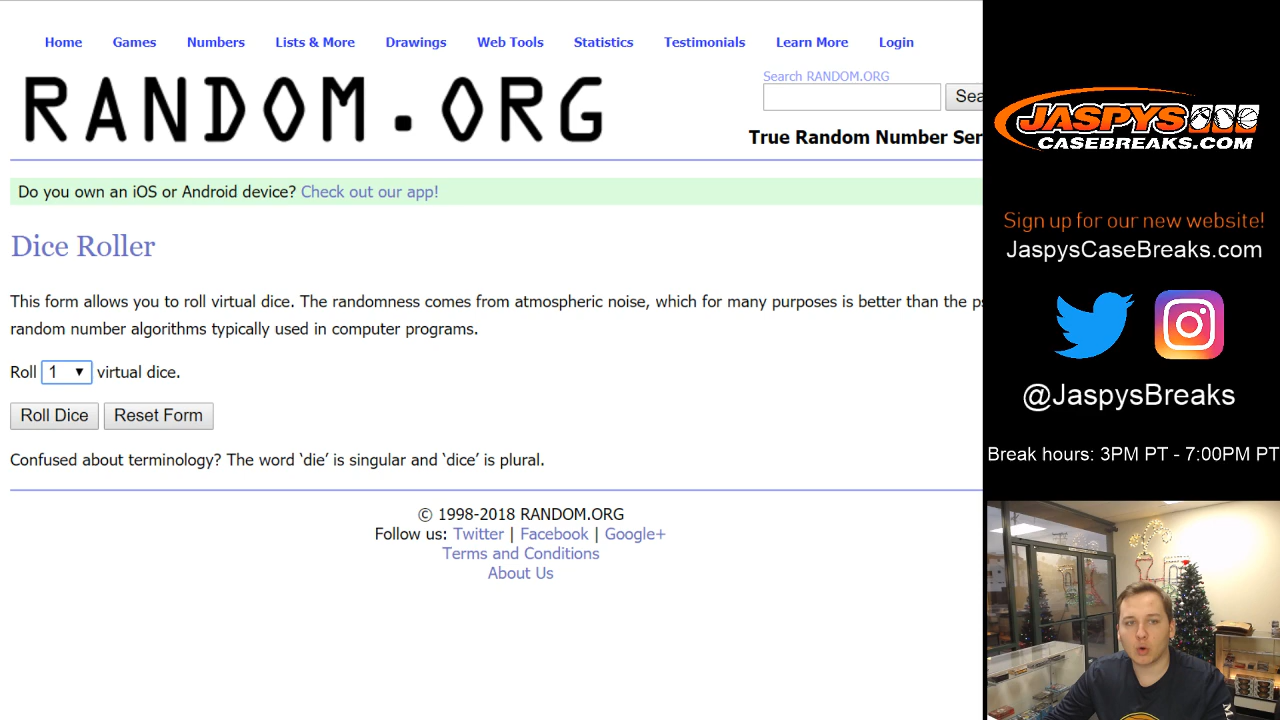 Home Games Numbers Lists & More Drawings Web Tools Statistics Testimonials Learn More Login
RANDOM.ORG
Search RANDOM.ORG
Sea
True Random Number Ser
Do you own an iOS or Android device? Check out our app!
Dice Roller
This form allows you to roll virtual dice. The randomness comes from atmospheric noise, which for many purposes is better than the ps
random number algorithms typically used in computer programs.
Roll 1 virtual dice.
Roll Dice Reset Form
Confused about terminology? The word ‘die’ is singular and ‘dice’ is plural.
© 1998-2018 RANDOM.ORG
Follow us: Twitter | Facebook | Google+
Terms and Conditions
About Us
JASPYS
CASEBREAKS.COM
Sign up for our new website!
JaspysCaseBreaks.com
@JaspysBreaks
Break hours: 3PM PT - 7:00PM PT